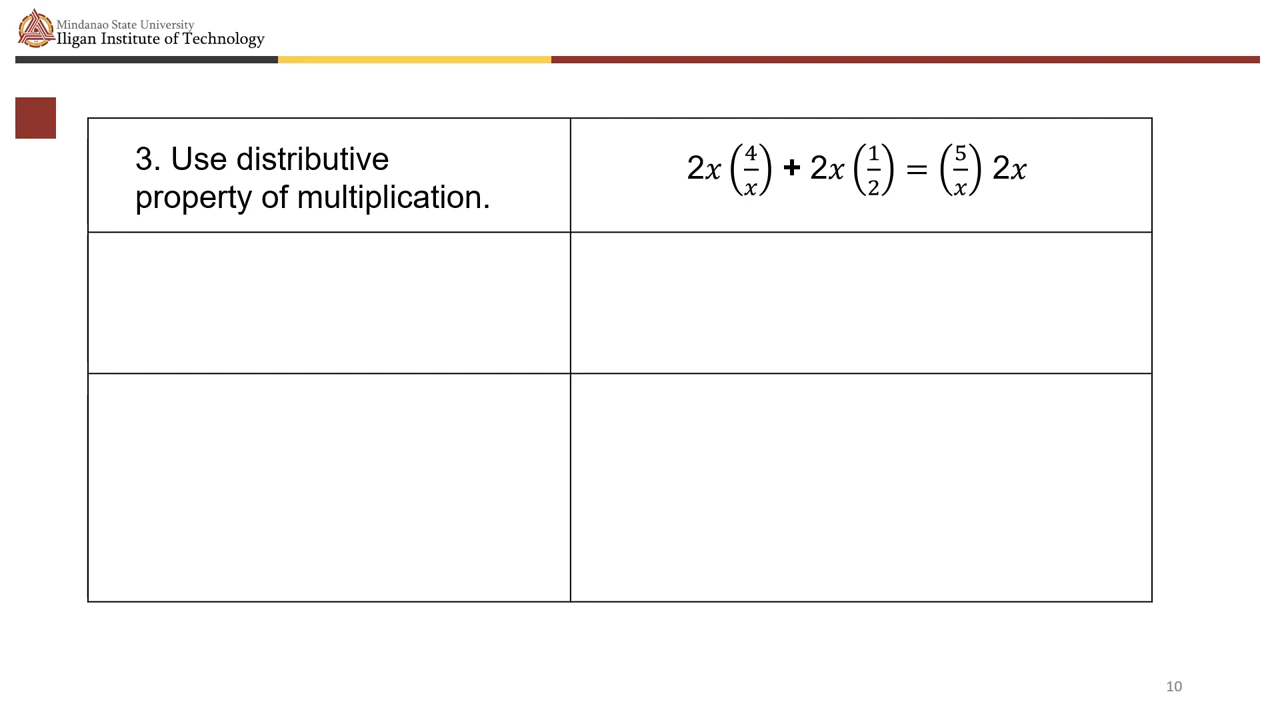 Mindanao State University
Iligan Institute of Technology
3. Use distributive
property of multiplication.
2x (4/x) + 2x (1/2) = (5/x) 2x
10